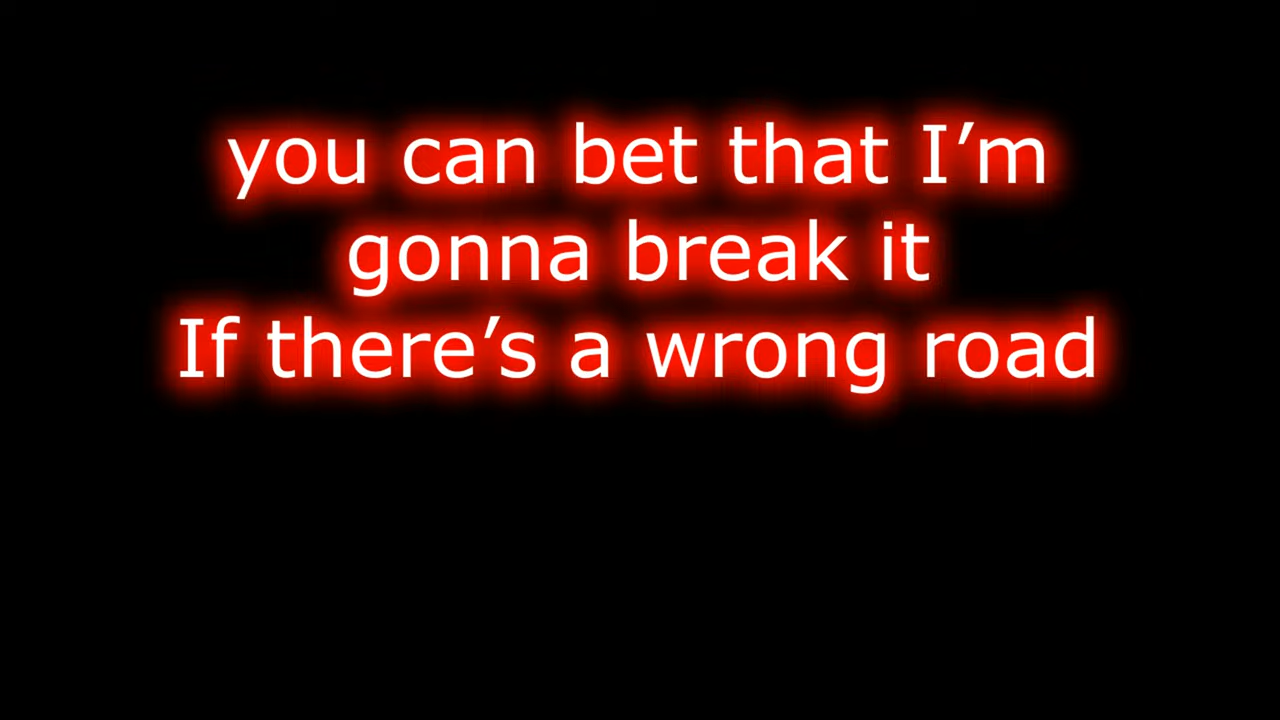 you can bet that I’m
gonna break it
If there’s a wrong road